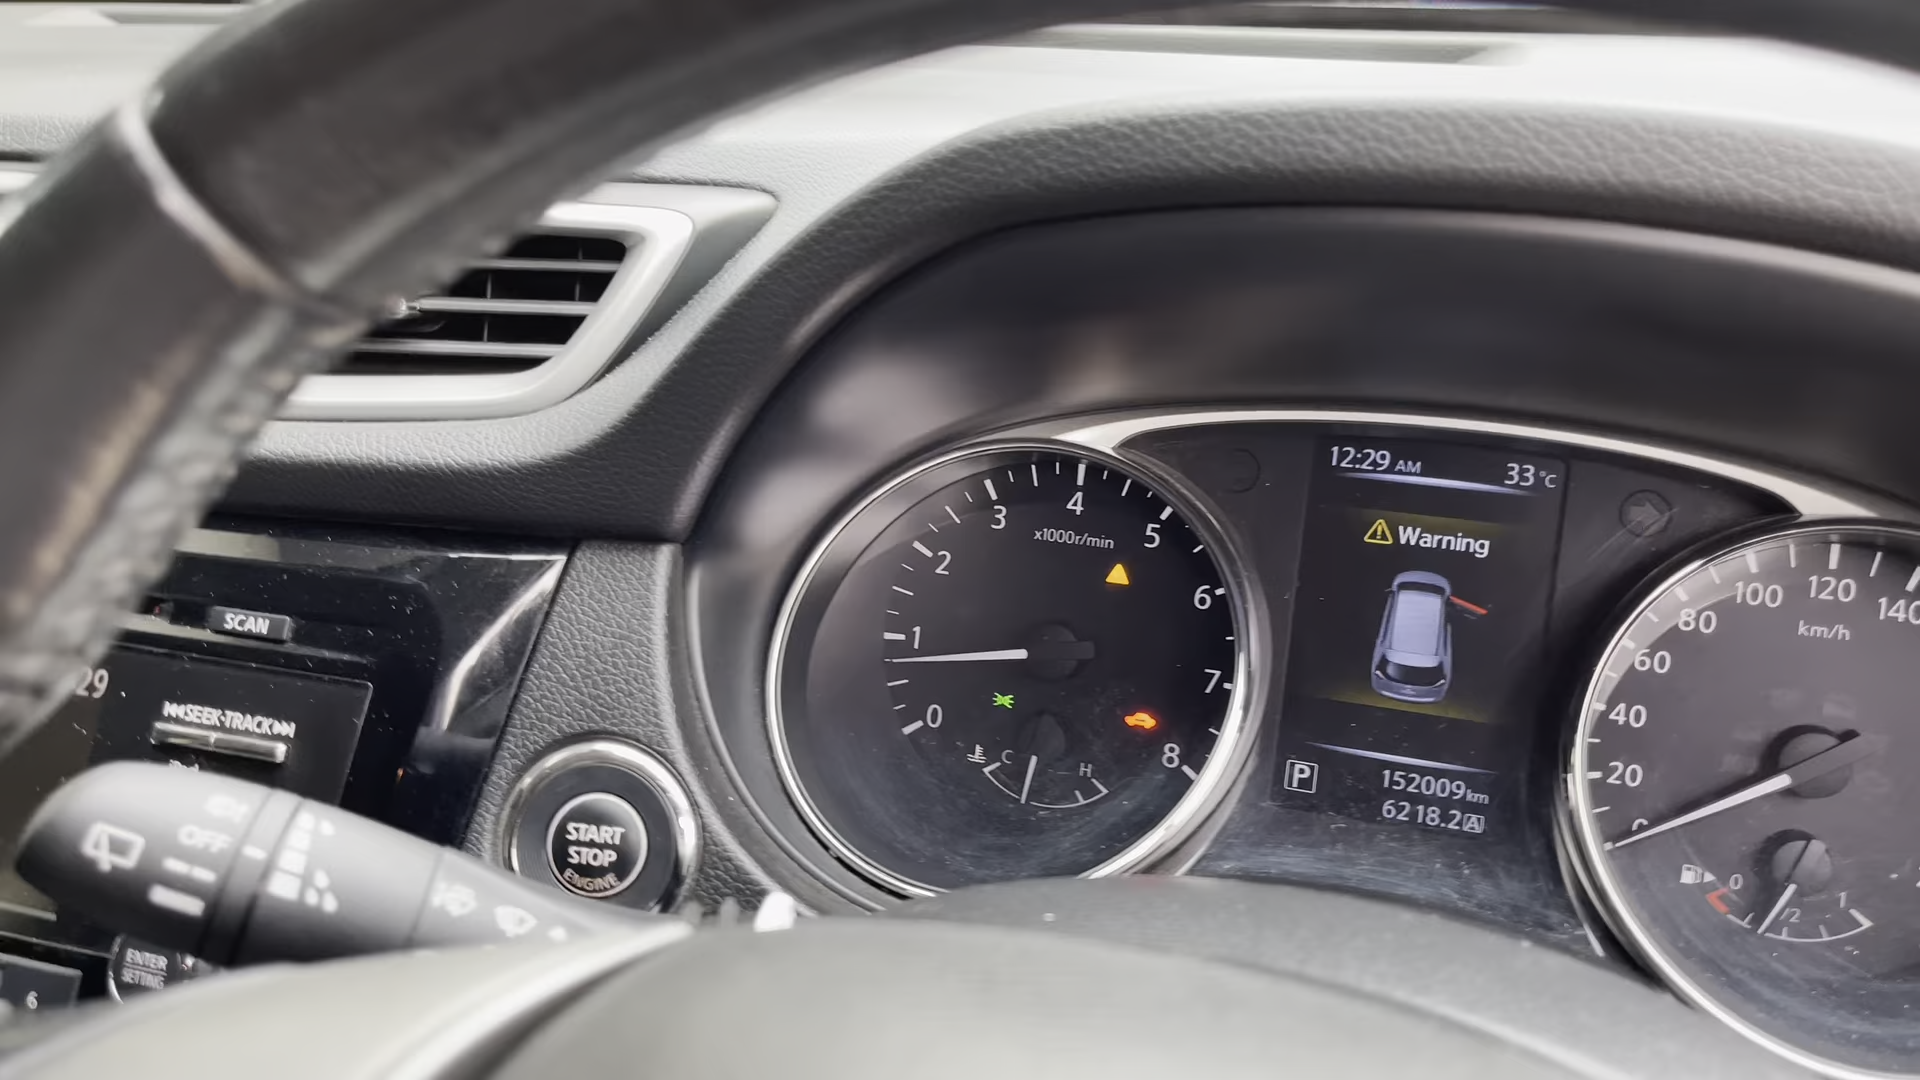 12:29 AM 33°C
Warning
P 152009km
6218.2 A
0 1 2 3 4 5 6 7 8
x1000r/min
C H
0 20 40 60 80 100 120 140
km/h
0 1/2 1
SCAN
29
SEEK·TRACK
START
STOP
ENGINE
OFF
ENTER
SETTING
6